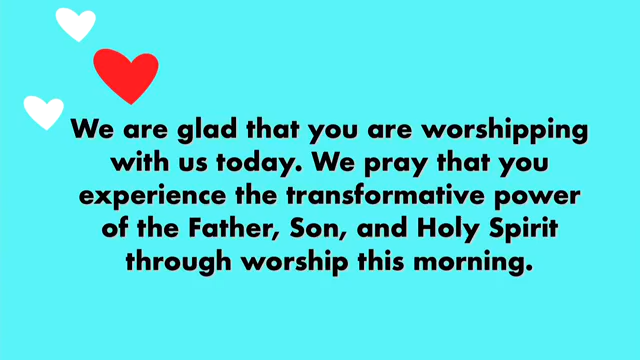 We are glad that you are worshipping
with us today. We pray that you
experience the transformative power
of the Father, Son, and Holy Spirit
through worship this morning.